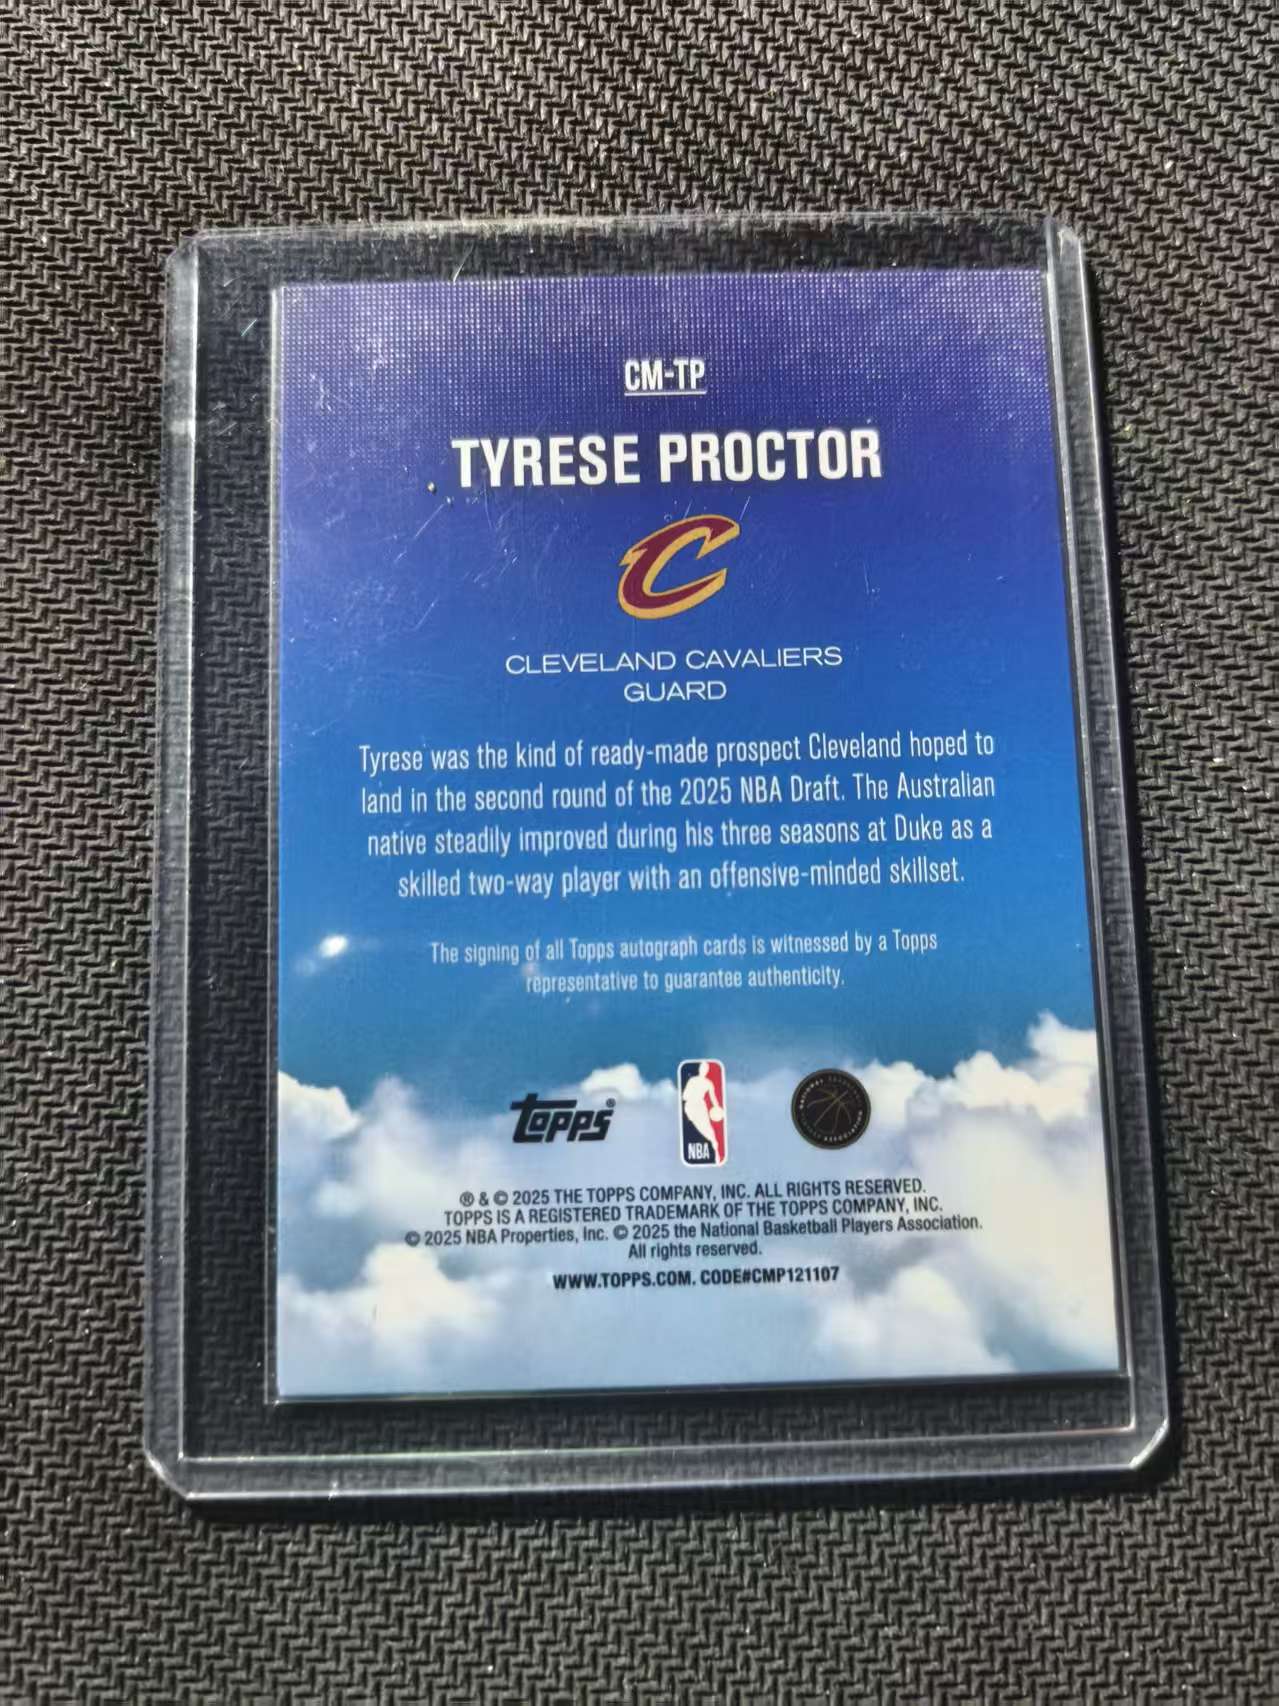 CM-TP
TYRESE PROCTOR
CLEVELAND CAVALIERS
GUARD
Tyrese was the kind of ready-made prospect Cleveland hoped to
land in the second round of the 2025 NBA Draft. The Australian
native steadily improved during his three seasons at Duke as a
skilled two-way player with an offensive-minded skillset.
The signing of all Topps autograph cards is witnessed by a Topps
representative to guarantee authenticity.
topps®
NBA
® & © 2025 THE TOPPS COMPANY, INC. ALL RIGHTS RESERVED.
TOPPS IS A REGISTERED TRADEMARK OF THE TOPPS COMPANY, INC.
© 2025 NBA Properties, Inc. © 2025 the National Basketball Players Association.
All rights reserved.
WWW.TOPPS.COM. CODE#CMP121107